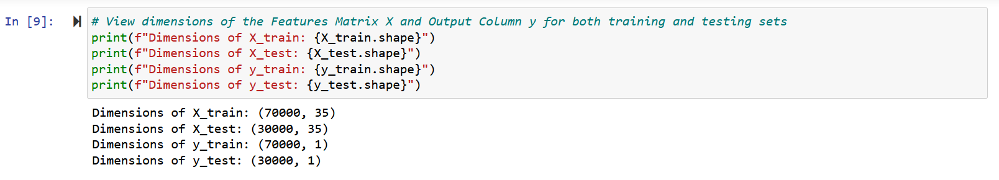 In [9]:
# View dimensions of the Features Matrix X and Output Column y for both training and testing sets
print(f"Dimensions of X_train: {X_train.shape}")
print(f"Dimensions of X_test: {X_test.shape}")
print(f"Dimensions of y_train: {y_train.shape}")
print(f"Dimensions of y_test: {y_test.shape}")
Dimensions of X_train: (70000, 35)
Dimensions of X_test: (30000, 35)
Dimensions of y_train: (70000, 1)
Dimensions of y_test: (30000, 1)